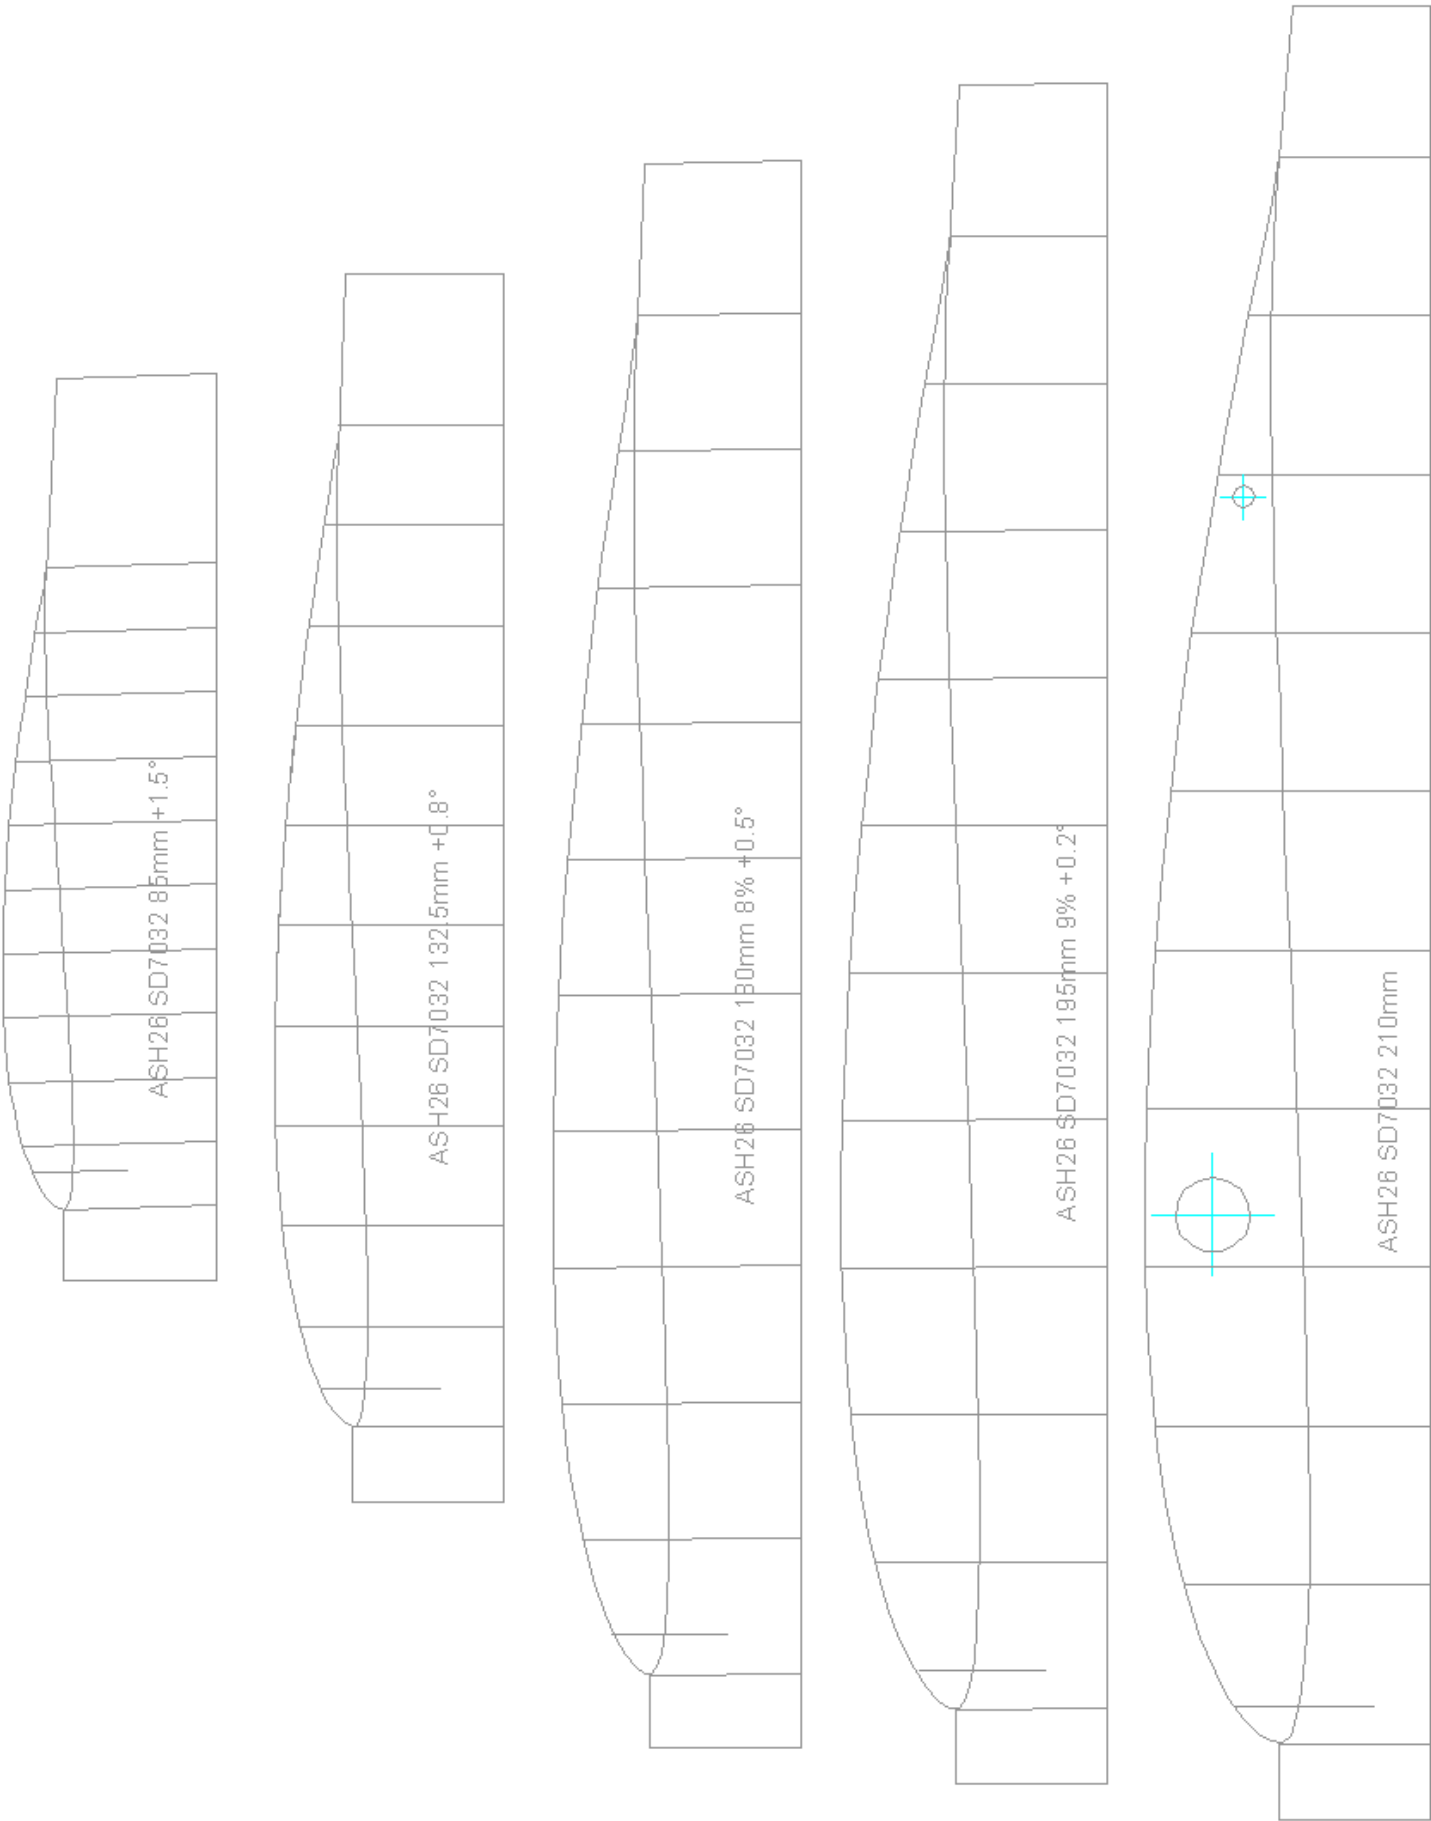 ASH26 SD7032 85mm +1.5°
ASH26 SD7032 132.5mm +0.8°
ASH26 SD7032 180mm 8% +0.5°
ASH26 SD7032 195mm 9% +0.2°
ASH26 SD7032 210mm